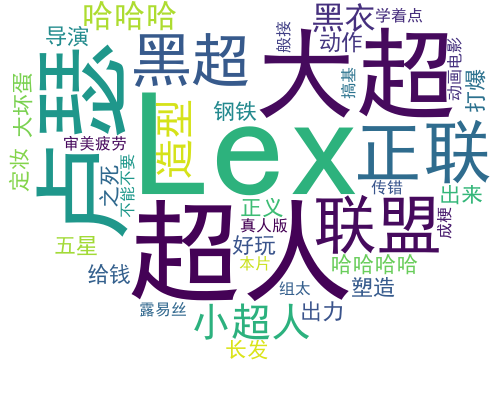 哈哈哈
黑衣
学着点
导演
黑超
般接
动作
大超
动画电影
打爆
大坏蛋
卢瑟
造型
钢铁
搞基
正联
定妆
审美疲劳
Lex
之死
不能不要
传错
出来
正义
联盟
成梗
超人
真人版
五星
好玩
本片
哈哈哈哈
给钱
组太
塑造
露易丝
小超人
出力
长发